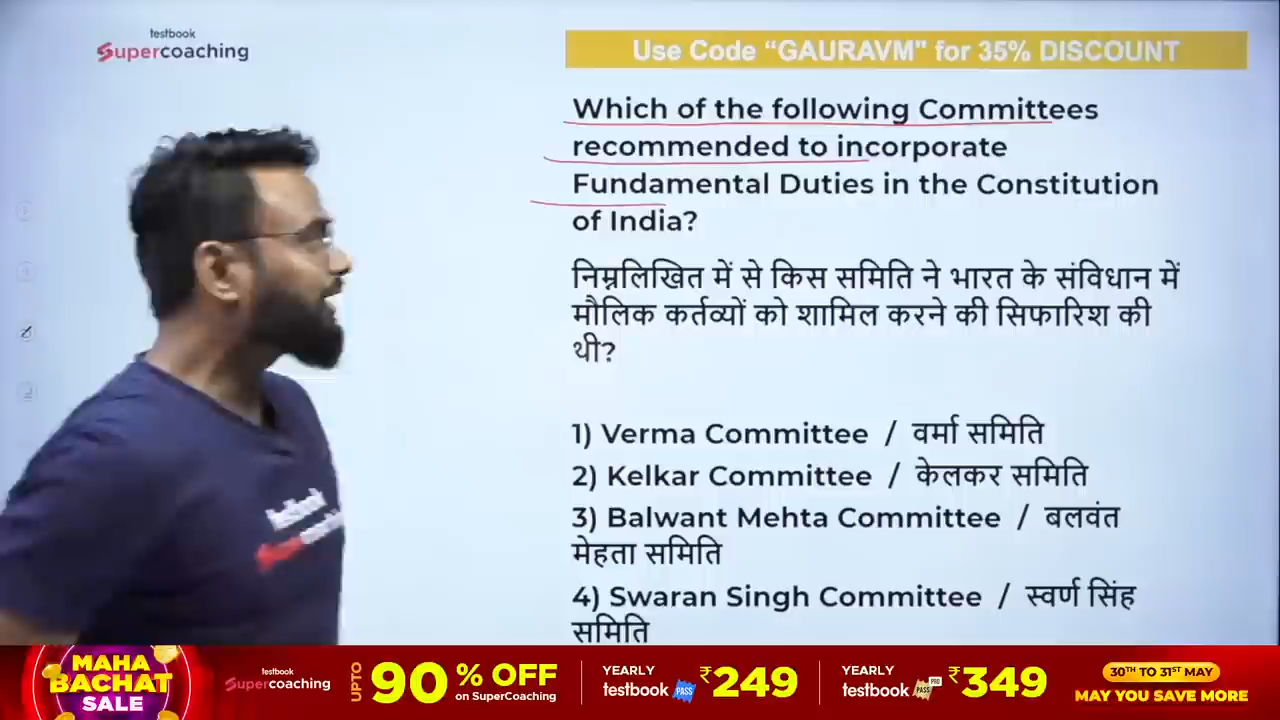 testbook
Supercoaching
Use Code “GAURAVM" for 35% DISCOUNT
Which of the following Committees
recommended to incorporate
Fundamental Duties in the Constitution
of India?
निम्नलिखित में से किस समिति ने भारत के संविधान में
मौलिक कर्तव्यों को शामिल करने की सिफारिश की
थी?
1) Verma Committee / वर्मा समिति
2) Kelkar Committee / केलकर समिति
3) Balwant Mehta Committee / बलवंत
मेहता समिति
4) Swaran Singh Committee / स्वर्ण सिंह
समिति
MAHA
BACHAT
SALE
testbook
Supercoaching
UPTO
90 % OFF
on SuperCoaching
YEARLY
testbook PASS
₹249
YEARLY
testbook PASS PRO
₹349
30TH TO 31ST MAY
MAY YOU SAVE MORE